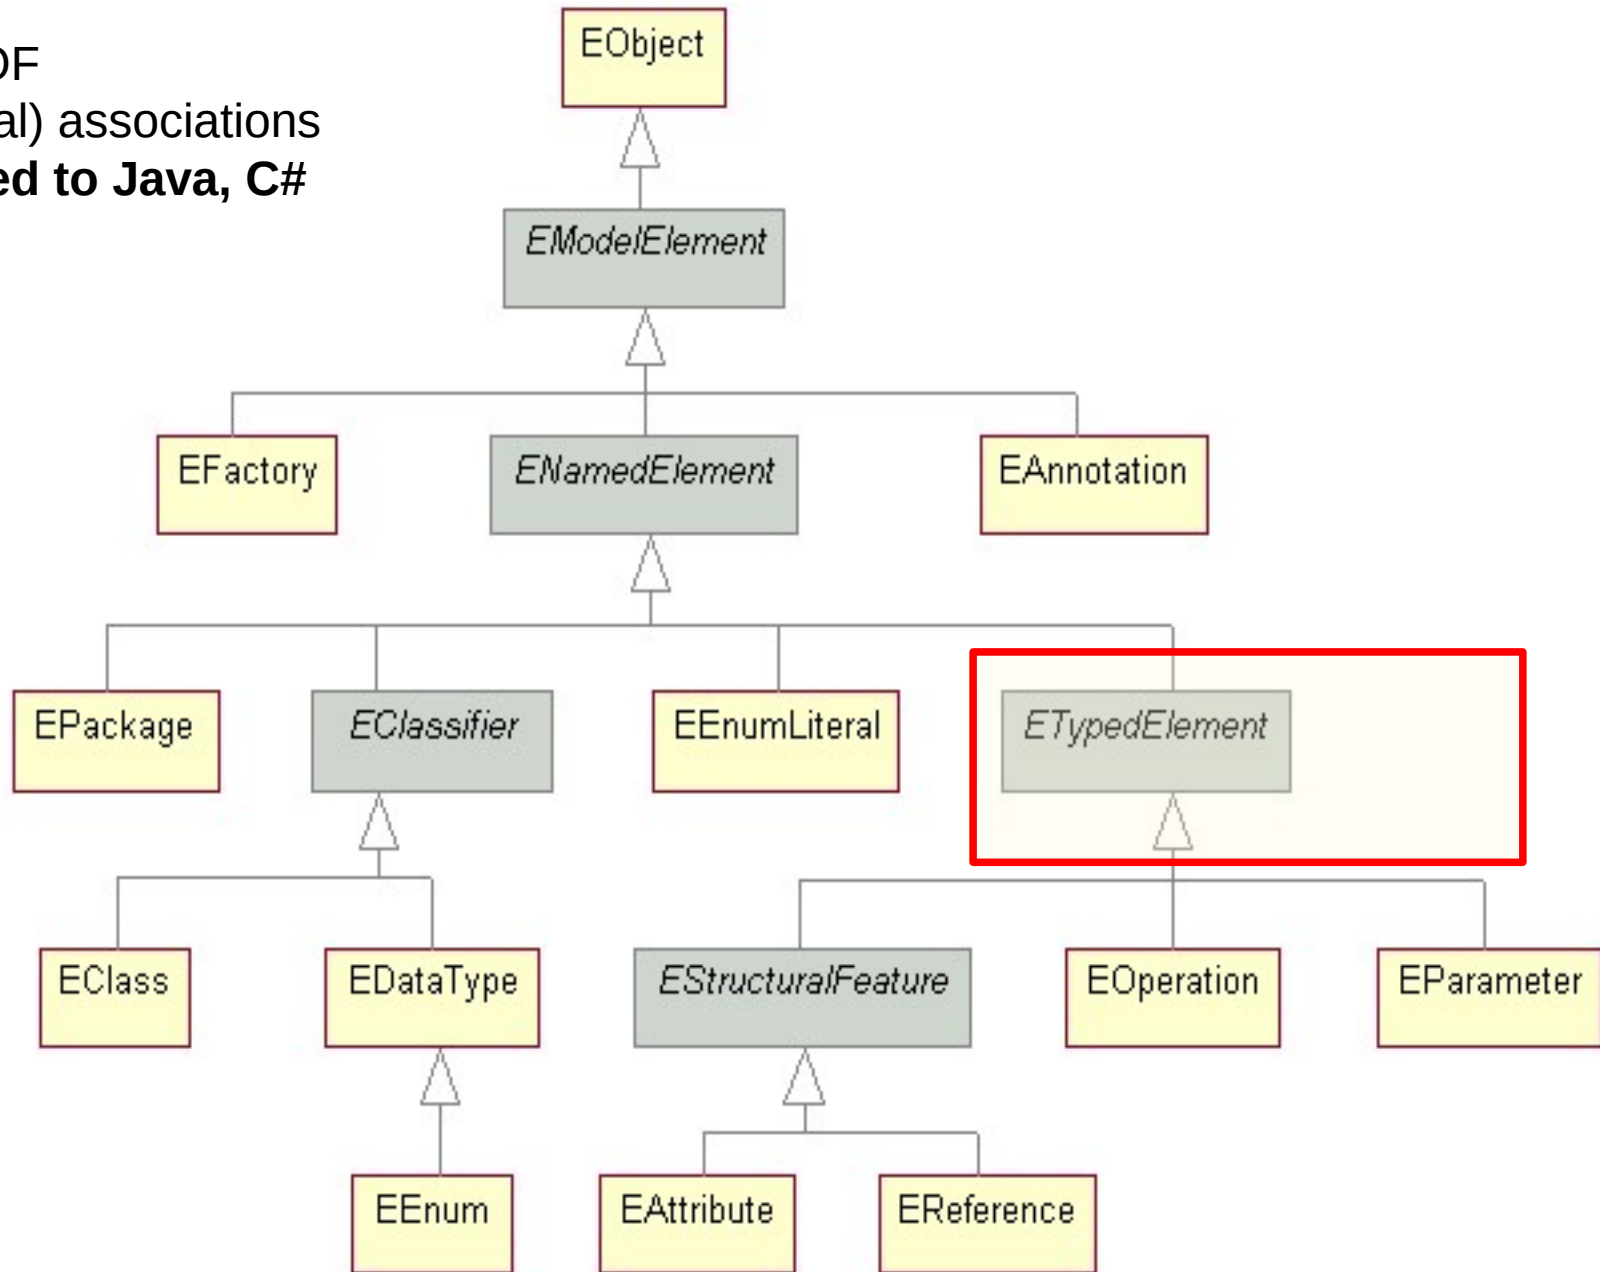 OF
al) associations
ed to Java, C#
EObject
EModelElement
EFactory
ENamedElement
EAnnotation
EPackage
EClassifier
EEnumLiteral
ETypedElement
EClass
EDataType
EStructuralFeature
EOperation
EParameter
EEnum
EAttribute
EReference